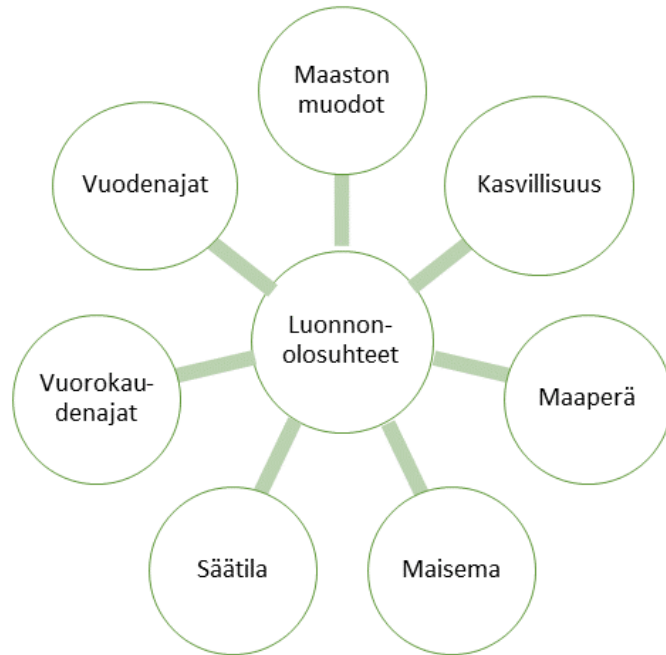 Maaston
muodot
Vuodenajat
Kasvillisuus
Luonnon-
olosuhteet
Vuorokau-
denajat
Maaperä
Säätila
Maisema